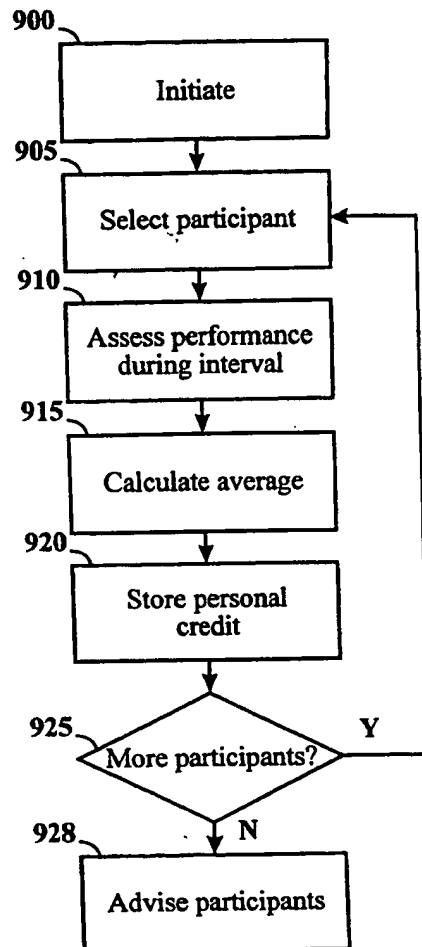 900
Initiate
905
Select participant
910
Assess performance
during interval
915
Calculate average
920
Store personal
credit
925
More participants?
Y
N
928
Advise participants